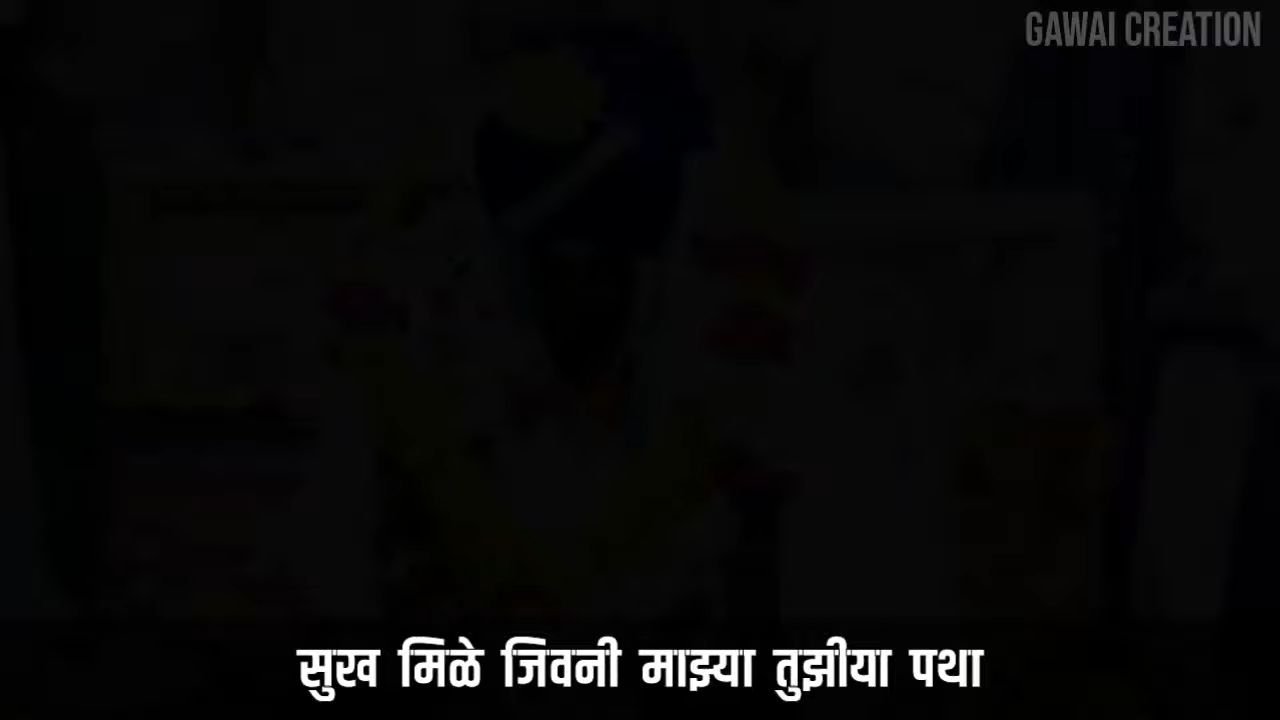 GAWAI CREATION
सुख मिळे जिवनी माझ्या तुझीया पथा